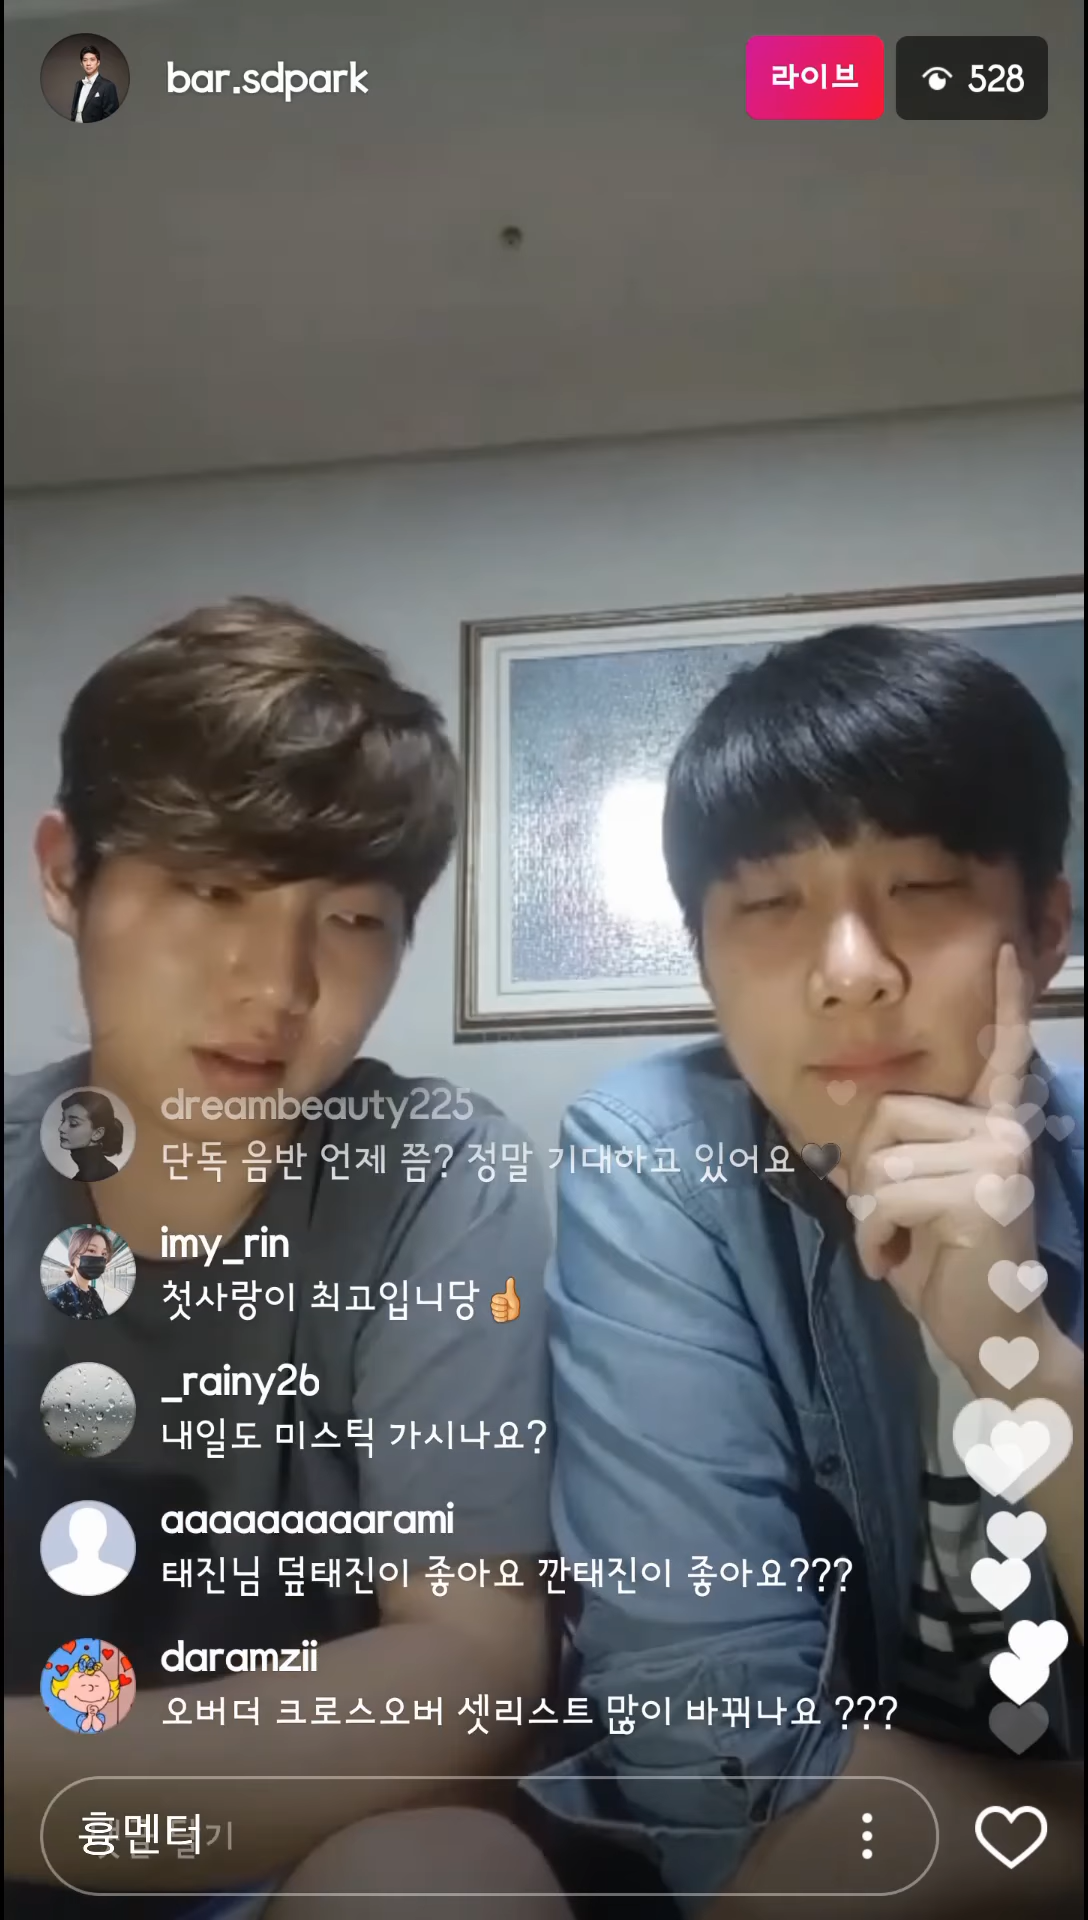 bar.sdpark
라이브
528
dreambeauty225
단독 음반 언제 쯤? 정말 기대하고 있어요🖤
imy_rin
첫사랑이 최고입니당👍
_rainy26
내일도 미스틱 가시나요?
aaaaaaaaarami
태진님 덮태진이 좋아요 깐태진이 좋아요???
daramzii
오버더 크로스오버 셋리스트 많이 바뀌나요 ???
흉멘터